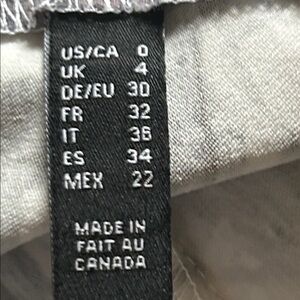 US/CA 0
UK 4
DE/EU 30
FR 32
IT 36
ES 34
MEX 22
MADE IN
FAIT AU
CANADA